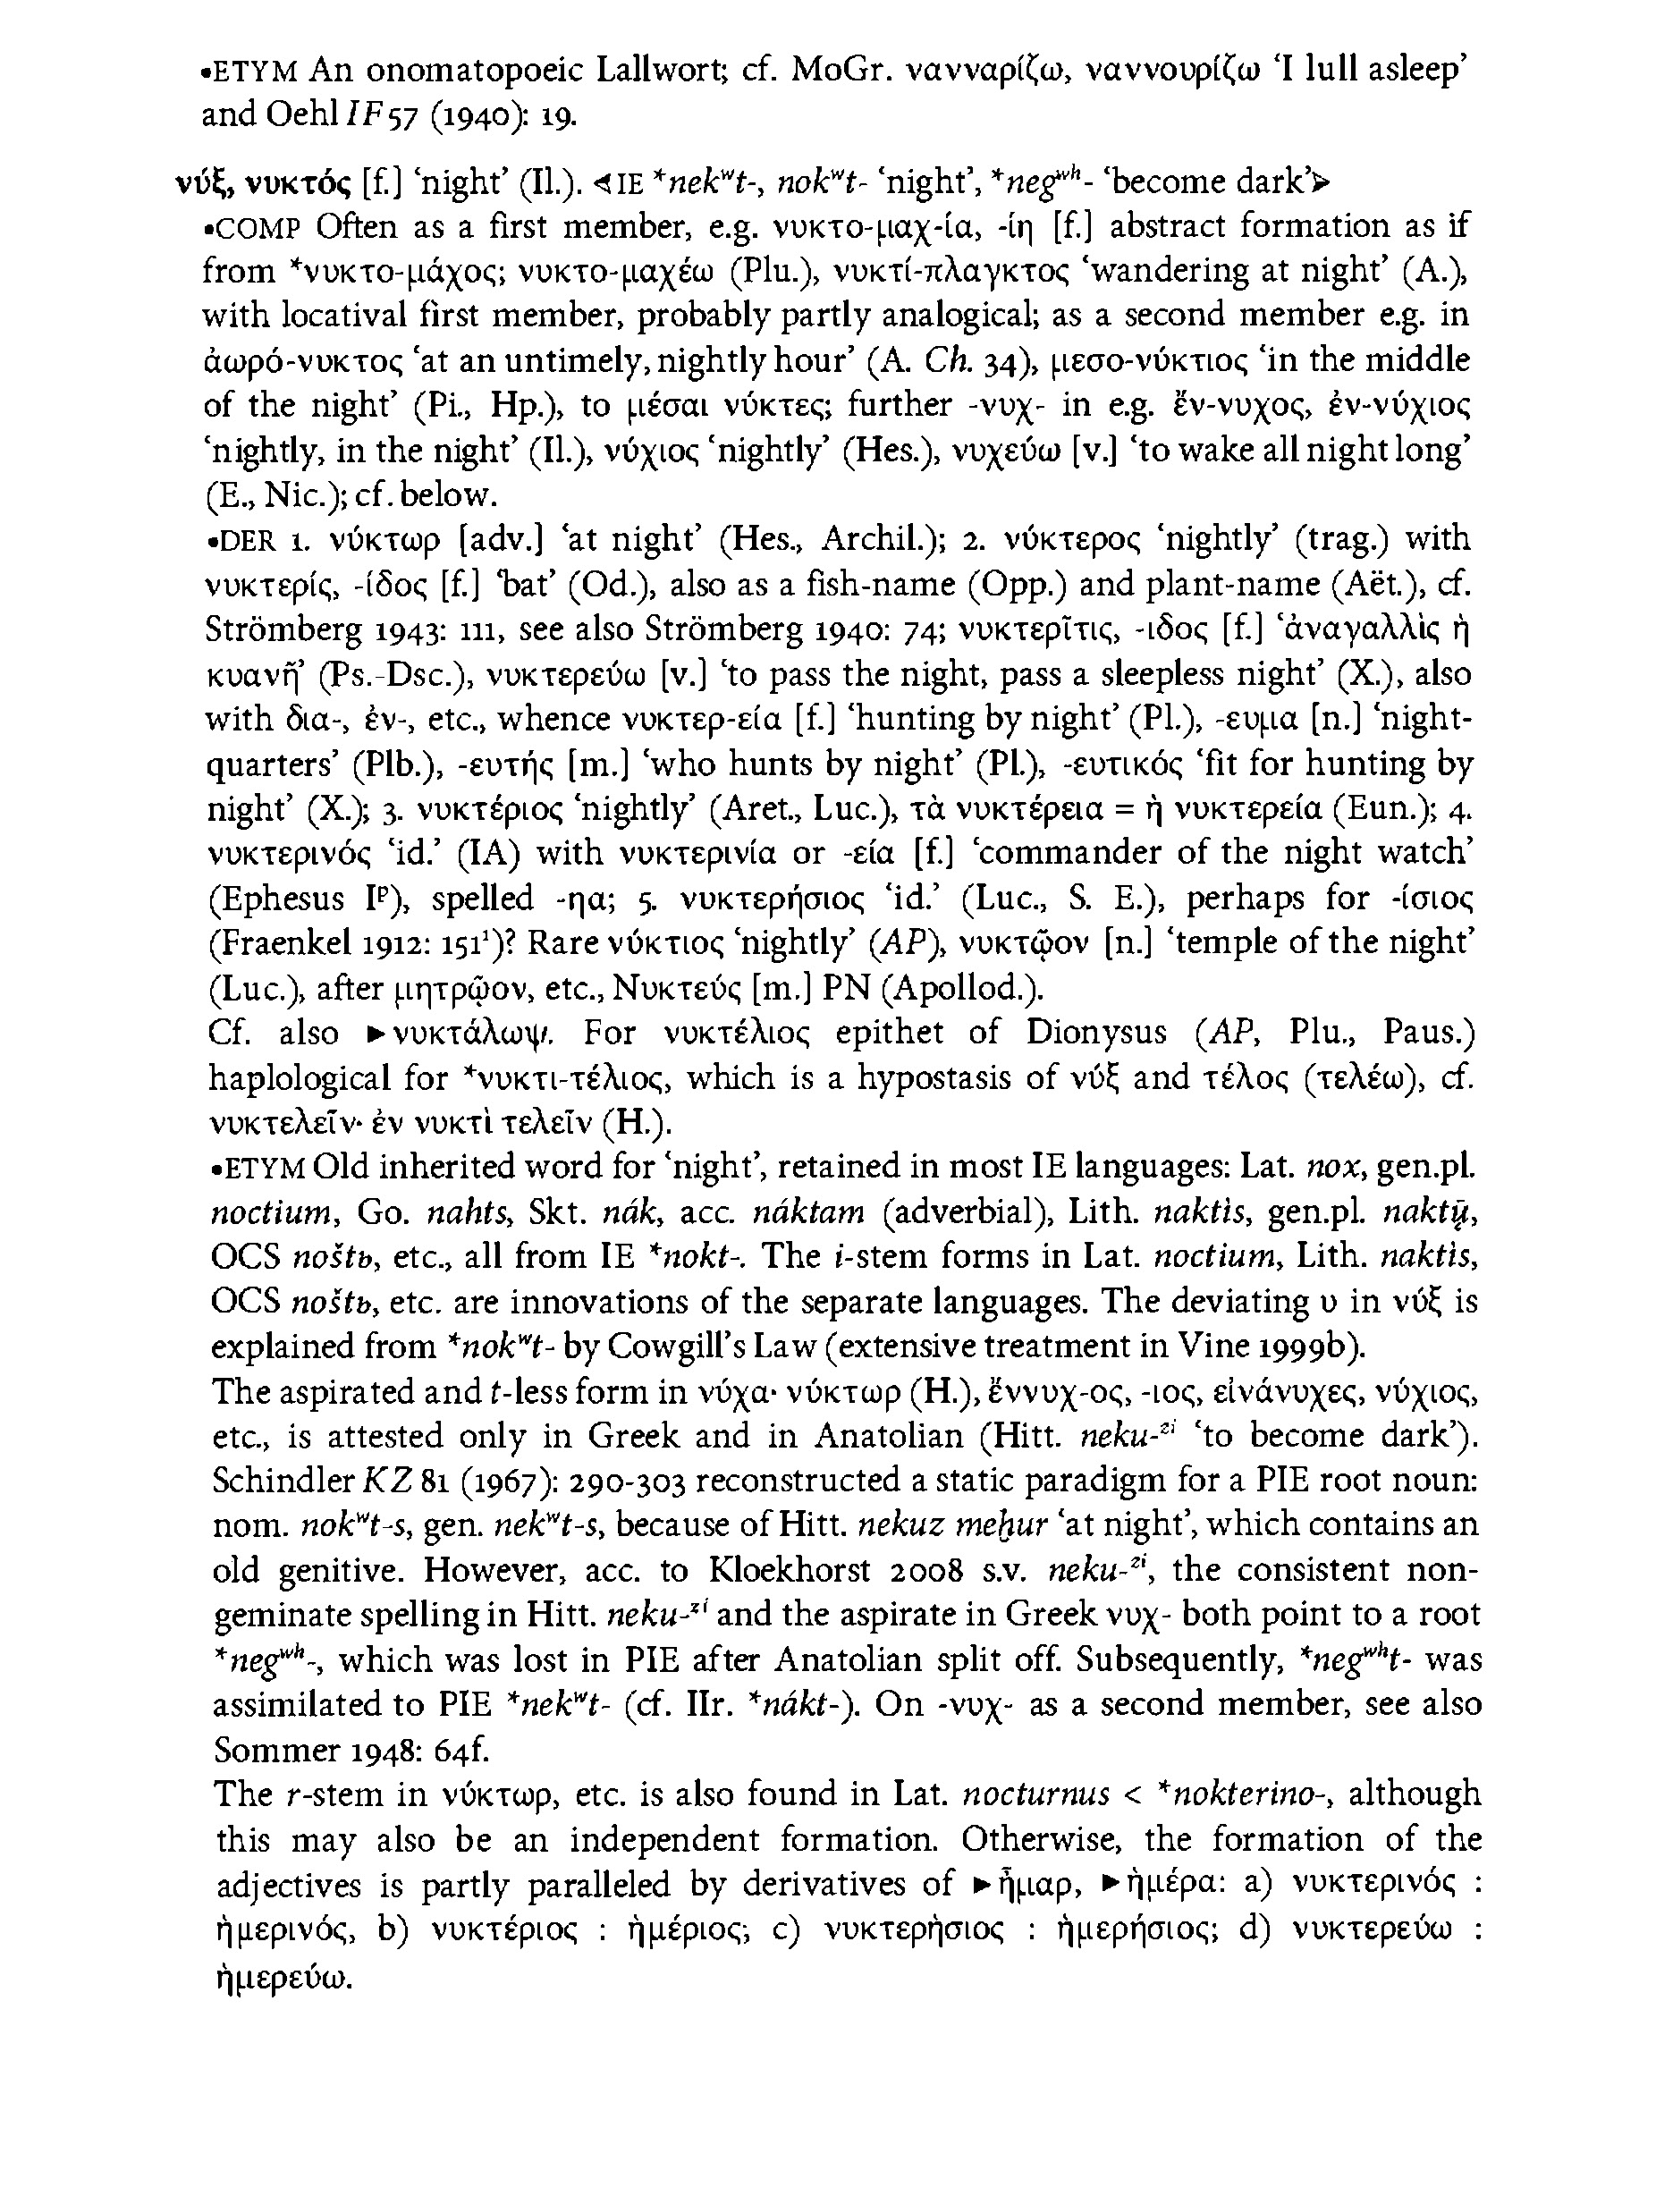 •ETYM An onomatopoeic Lallwort; cf. MoGr. ναvναρίζω, ναννουρίζω ‘I lull asleep’
and Oehl IF 57 (1940): 19.
νύξ, νυκτός [f.] ‘night’ (Il.). ⋖IE *nekʷt-, nokʷt- ‘night’, *negʷʰ- ‘become dark’⋗
•COMP Often as a first member, e.g. νυκτο-μαχ-ία, -ίη [f.] abstract formation as if
from *νυκτο-μάχος; νυκτο-μαχέω (Plu.), νυκτί-πλαγκτος ‘wandering at night’ (A.),
with locatival first member, probably partly analogical; as a second member e.g. in
ἀωρό-νυκτος ‘at an untimely, nightly hour’ (A. Ch. 34), μεσο-νύκτιος ‘in the middle
of the night’ (Pi., Hp.), to μέσαι νύκτες; further -νυχ- in e.g. ἔν-νυχος, ἐν-νύχιος
‘nightly, in the night’ (Il.), νύχιος ‘nightly’ (Hes.), νυχεύω [v.] ‘to wake all night long’
(E., Nic.); cf. below.
•DER 1. νύκτωρ [adv.] ‘at night’ (Hes., Archil.); 2. νύκτερος ‘nightly’ (trag.) with
νυκτερίς, -ίδος [f.] ‘bat’ (Od.), also as a fish-name (Opp.) and plant-name (Aët.), cf.
Strömberg 1943: 111, see also Strömberg 1940: 74; νυκτερῖτις, -ιδος [f.] ‘ἀναγαλλὶς ἡ
κυανῆ’ (Ps.-Dsc.), νυκτερεύω [v.] ‘to pass the night, pass a sleepless night’ (X.), also
with δια-, ἐν-, etc., whence νυκτερ-εία [f.] ‘hunting by night’ (Pl.), -ευμα [n.] ‘night-
quarters’ (Plb.), -ευτής [m.] ‘who hunts by night’ (Pl.), -ευτικός ‘fit for hunting by
night’ (X.); 3. νυκτέριος ‘nightly’ (Aret., Luc.), τὰ νυκτέρεια = ἡ νυκτερεία (Eun.); 4.
νυκτερινός ‘id.’ (IA) with νυκτερινία or -εία [f.] ‘commander of the night watch’
(Ephesus Iᵖ), spelled -ηα; 5. νυκτερήσιος ‘id.’ (Luc., S. E.), perhaps for -ίσιος
(Fraenkel 1912: 151¹)? Rare νύκτιος ‘nightly’ (AP), νυκτῷον [n.] ‘temple of the night’
(Luc.), after μητρῷον, etc., Νυκτεύς [m.] PN (Apollod.).
Cf. also ►νυκτάλωψ. For νυκτέλιος epithet of Dionysus (AP, Plu., Paus.)
haplological for *νυκτι-τέλιος, which is a hypostasis of νύξ and τέλος (τελέω), cf.
νυκτελεῖν· ἐν νυκτὶ τελεῖν (H.).
•ETYM Old inherited word for ‘night’, retained in most IE languages: Lat. nox, gen.pl.
noctium, Go. nahts, Skt. nák, acc. náktam (adverbial), Lith. naktìs, gen.pl. naktų̃,
OCS noštь, etc., all from IE *nokt-. The i-stem forms in Lat. noctium, Lith. naktìs,
OCS noštь, etc. are innovations of the separate languages. The deviating υ in νύξ is
explained from *nokʷt- by Cowgill’s Law (extensive treatment in Vine 1999b).
The aspirated and t-less form in νύχα· νύκτωρ (H.), ἔννυχ-ος, -ιος, εἰνάνυχες, νύχιος,
etc., is attested only in Greek and in Anatolian (Hitt. neku-ᶻⁱ ‘to become dark’).
Schindler KZ 81 (1967): 290-303 reconstructed a static paradigm for a PIE root noun:
nom. nokʷt-s, gen. nekʷt-s, because of Hitt. nekuz meḫur ‘at night’, which contains an
old genitive. However, acc. to Kloekhorst 2008 s.v. neku-ᶻⁱ, the consistent non-
geminate spelling in Hitt. neku-ᶻⁱ and the aspirate in Greek νυχ- both point to a root
*negʷʰ-, which was lost in PIE after Anatolian split off. Subsequently, *negʷʰt- was
assimilated to PIE *nekʷt- (cf. IIr. *nákt-). On -νυχ- as a second member, see also
Sommer 1948: 64f.
The r-stem in νύκτωρ, etc. is also found in Lat. nocturnus < *nokterino-, although
this may also be an independent formation. Otherwise, the formation of the
adjectives is partly paralleled by derivatives of ►ἦμαρ, ►ἡμέρα: a) νυκτερινός :
ἡμερινός, b) νυκτέριος : ἡμέριος; c) νυκτερήσιος : ἡμερήσιος; d) νυκτερεύω :
ἡμερεύω.